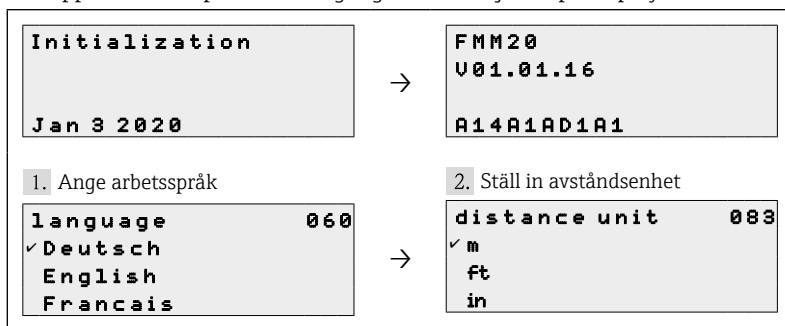 Initialization
Jan 3 2020
→
FMM20
V01.01.16
A14A1AD1A1
1. Ange arbetsspråk
language 060
✓Deutsch
English
Francais
→
2. Ställ in avståndsenhet
distance unit 083
✓m
ft
in